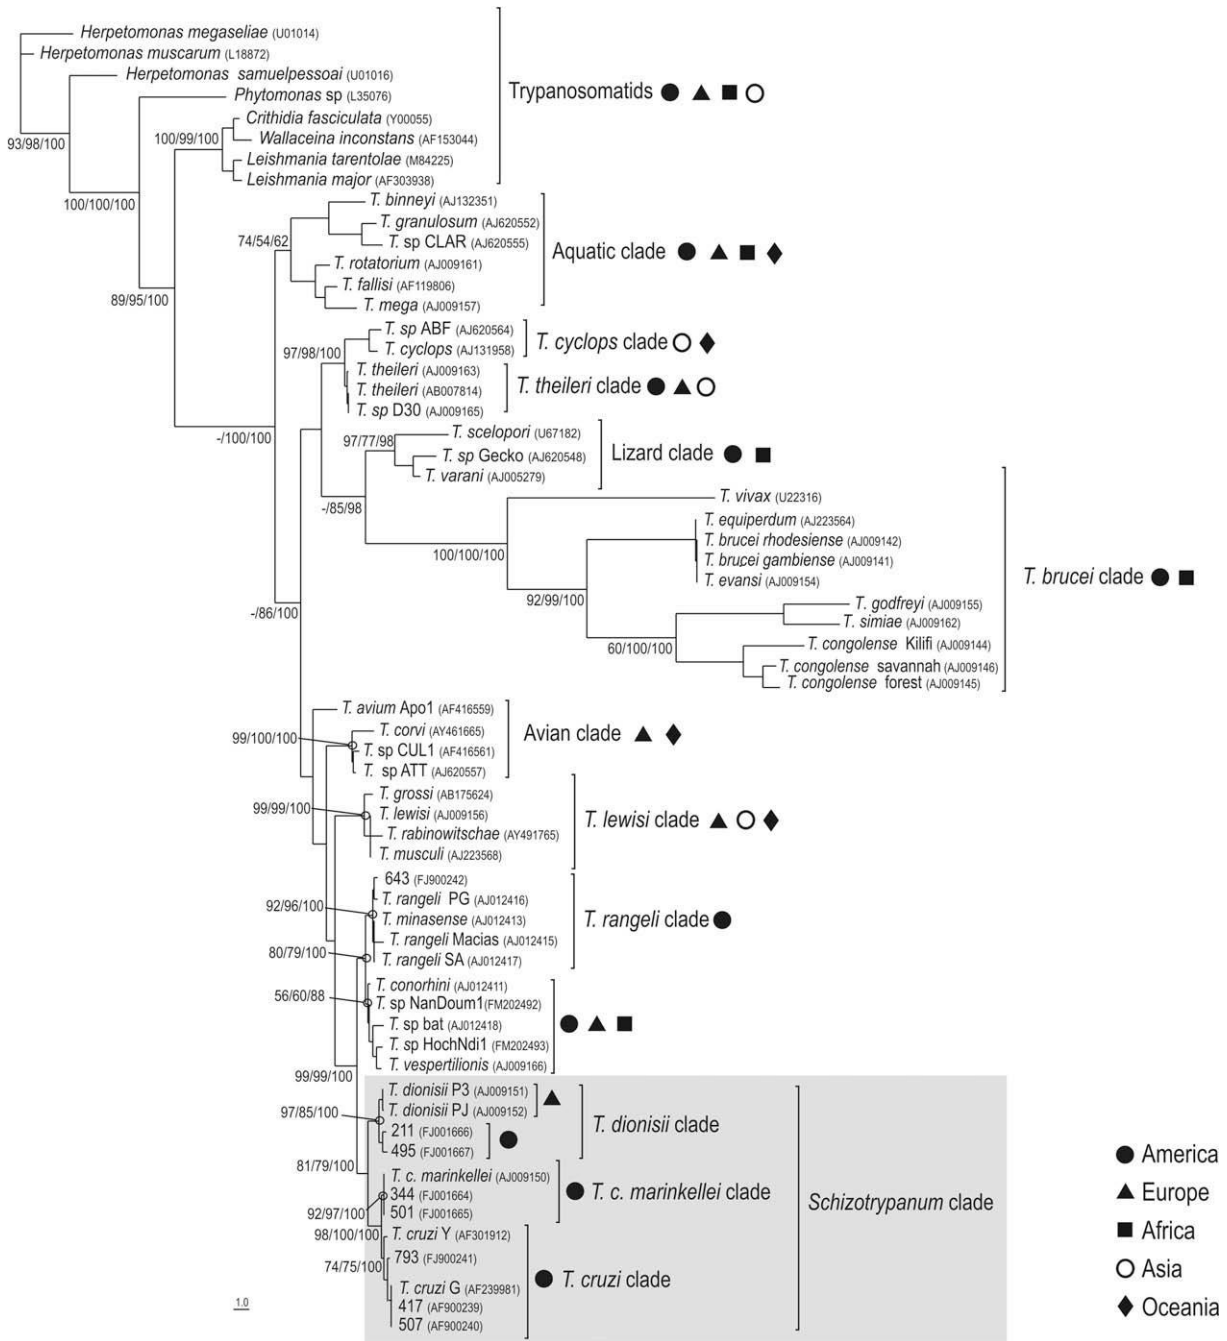 Herpetomonas megaseliae (U01014)
Herpetomonas muscarum (L18872)
Herpetomonas samuelpessoai (U01016)
Phytomonas sp (L35076)
Trypanosomatids
Crithidia fasciculata (Y00055)
100/99/100
Wallaceina inconstans (AF153044)
93/98/100
Leishmania tarentolae (M84225)
Leishmania major (AF303938)
100/100/100
T. binneyi (AJ132351)
T. granulosum (AJ620552)
74/54/62
T. sp CLAR (AJ620555)
Aquatic clade
T. rotatorium (AJ009161)
T. fallisi (AF119806)
89/95/100
T. mega (AJ009157)
T. sp ABF (AJ620564)
T. cyclops clade
97/98/100
T. cyclops (AJ131958)
T. theileri (AJ009163)
T. theileri clade
T. theileri (AB007814)
T. sp D30 (AJ009165)
T. scelopori (U67182)
-/100/100
97/77/98
T. sp Gecko (AJ620548)
Lizard clade
T. varani (AJ005279)
T. vivax (U22316)
-/85/98
T. equiperdum (AJ223564)
T. brucei rhodesiense (AJ009142)
100/100/100
T. brucei gambiense (AJ009141)
T. evansi (AJ009154)
T. brucei clade
92/99/100
T. godfreyi (AJ009155)
-/86/100
T. simiae (AJ009162)
T. congolense Kilifi (AJ009144)
60/100/100
T. congolense savannah (AJ009146)
T. congolense forest (AJ009145)
T. avium Apo1 (AF416559)
T. corvi (AY461665)
Avian clade
99/100/100
T. sp CUL1 (AF416561)
T. sp ATT (AJ620557)
T. grossi (AB175624)
99/99/100
T. lewisi (AJ009156)
T. lewisi clade
T. rabinowitschae (AY491765)
T. musculi (AJ223568)
643 (FJ900242)
T. rangeli PG (AJ012416)
92/96/100
T. minasense (AJ012413)
T. rangeli clade
T. rangeli Macias (AJ012415)
80/79/100
T. rangeli SA (AJ012417)
T. conorhini (AJ012411)
56/60/88
T. sp NanDoum1(FM202492)
T. sp bat (AJ012418)
T. sp HochNdi1 (FM202493)
T. vespertilionis (AJ009166)
99/99/100
T. dionisii P3 (AJ009151)
97/85/100
T. dionisii PJ (AJ009152)
T. dionisii clade
211 (FJ001666)
495 (FJ001667)
81/79/100
T. c. marinkellei (AJ009150)
344 (FJ001664)
T. c. marinkellei clade
501 (FJ001665)
92/97/100
Schizotrypanum clade
98/100/100
T. cruzi Y (AF301912)
793 (FJ900241)
74/75/100
T. cruzi clade
T. cruzi G (AF239981)
417 (AF900239)
507 (AF900240)
1.0
America
Europe
Africa
Asia
Oceania